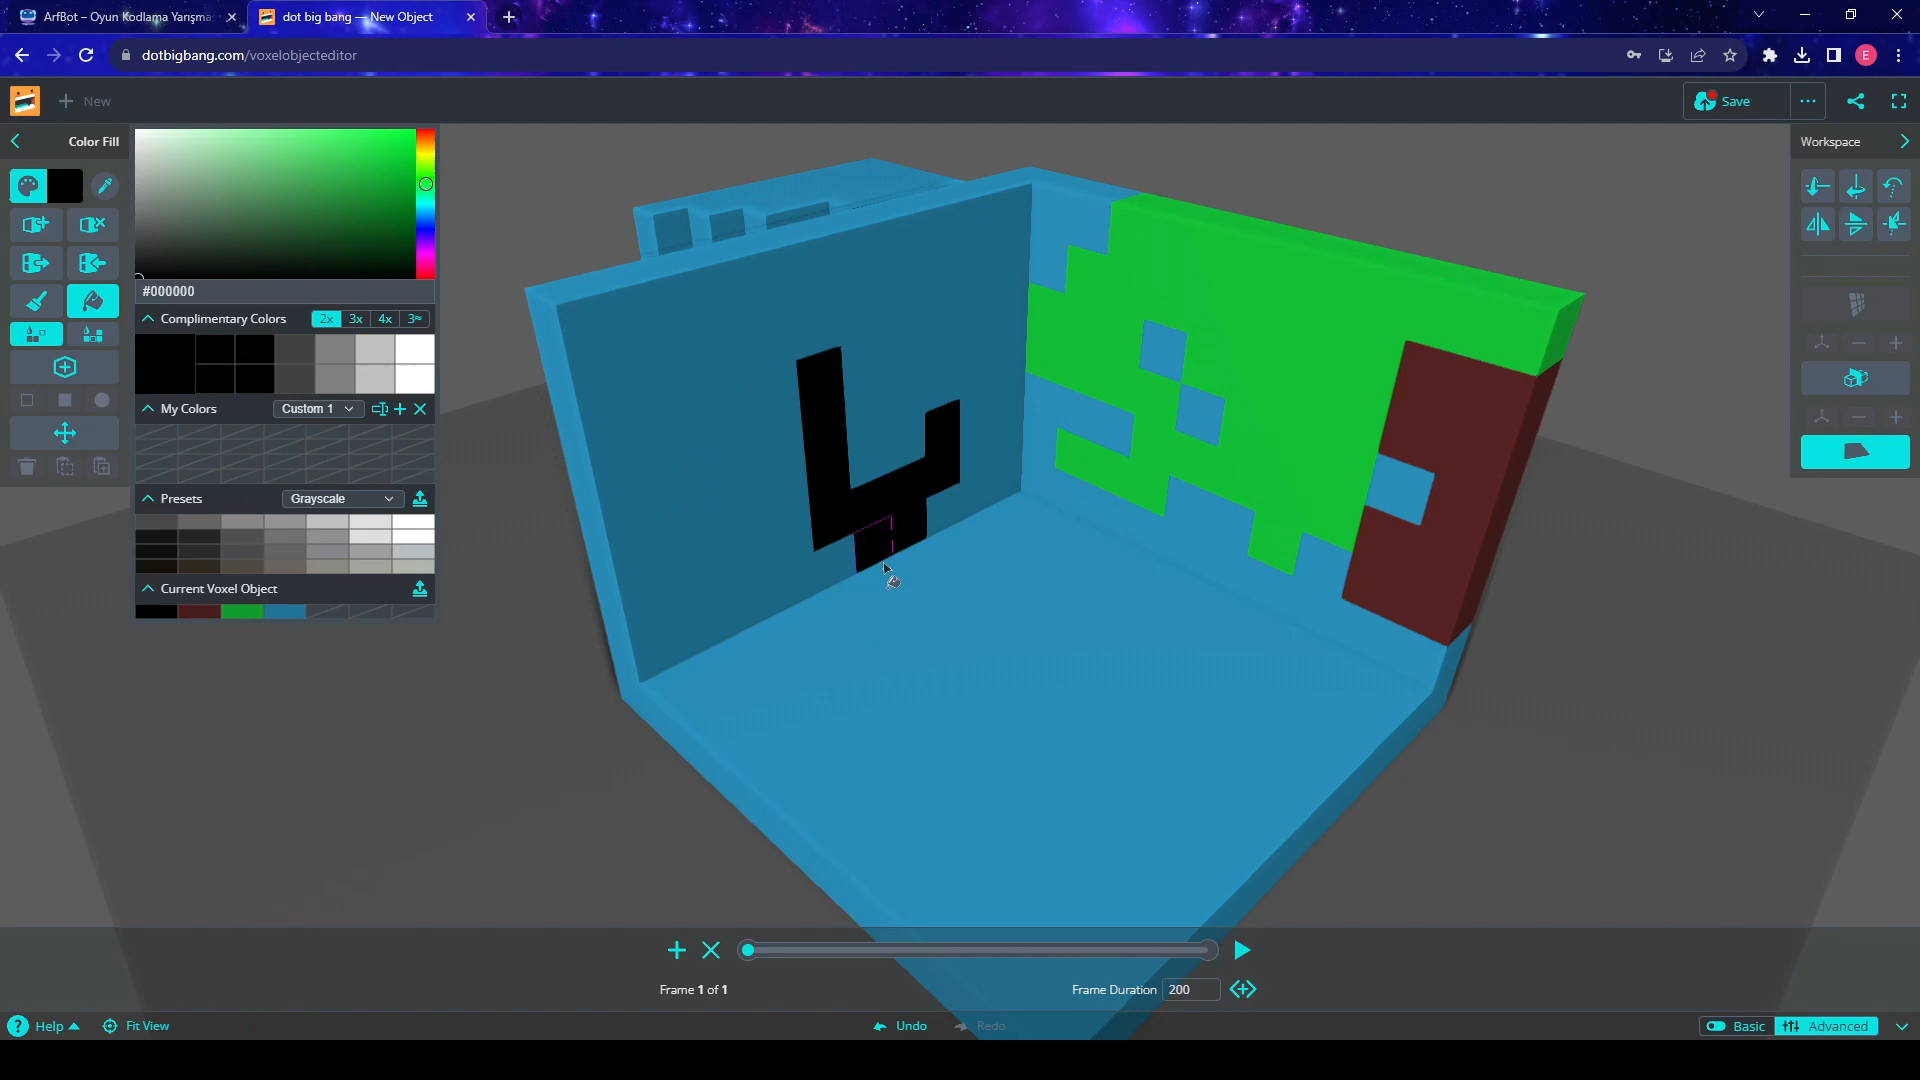 ArfBot – Oyun Kodlama Yarışma
dot big bang — New Object
dotbigbang.com/voxelobjecteditor
E
New
Save
Color Fill
Workspace
#000000
Complimentary Colors
2x
3x
4x
3≈
My Colors
Custom 1
Presets
Grayscale
Current Voxel Object
Frame 1 of 1
Frame Duration
200
? Help
Fit View
Undo
Redo
Basic
Advanced